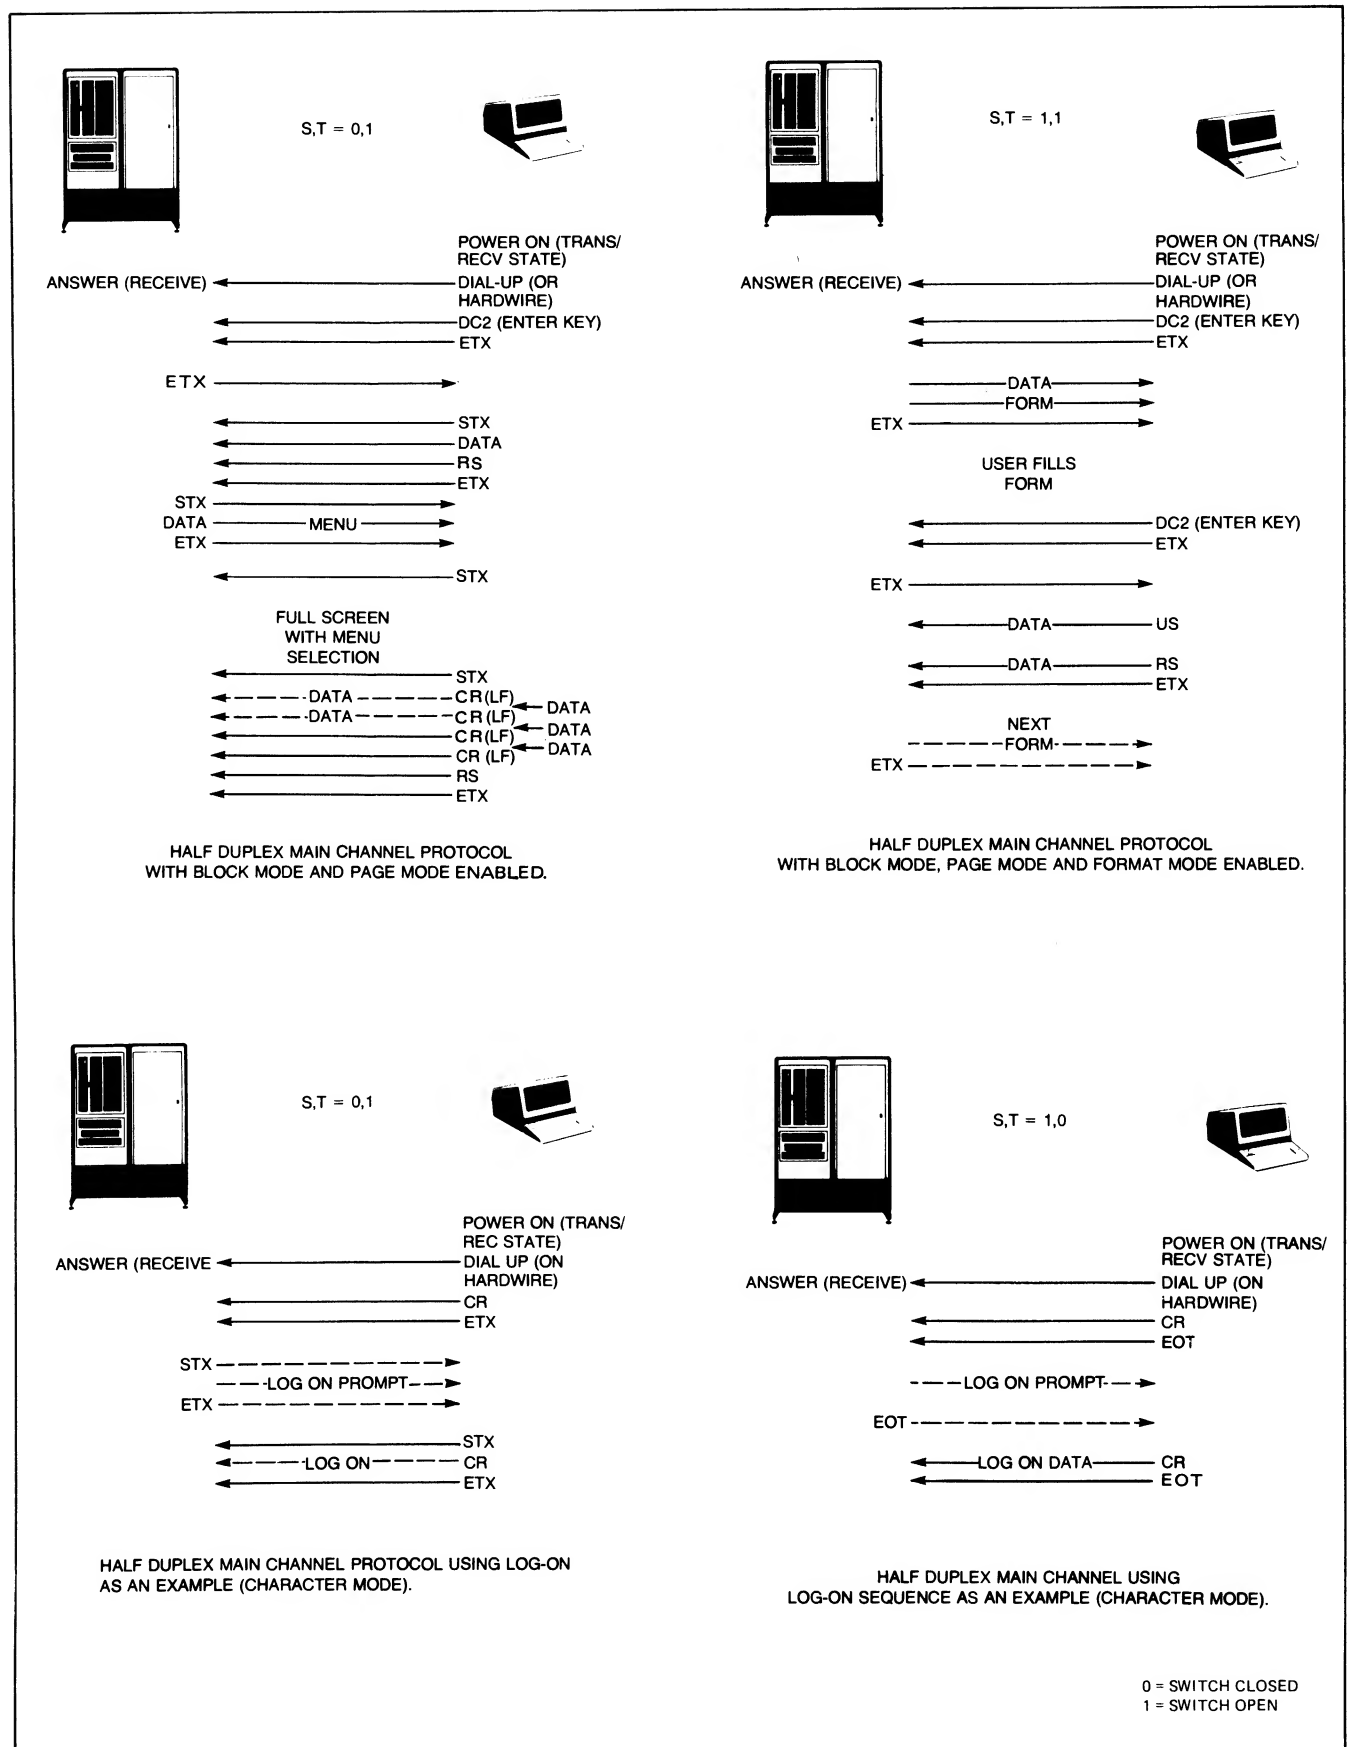 S,T = 0,1
POWER ON (TRANS/
RECV STATE)
ANSWER (RECEIVE) DIAL-UP (OR
HARDWIRE)
DC2 (ENTER KEY)
ETX
ETX
STX
DATA
RS
ETX
STX
DATA MENU
ETX
STX
FULL SCREEN
WITH MENU
SELECTION
STX
DATA CR(LF) DATA
DATA CR(LF)
CR(LF) DATA
CR (LF) DATA
RS
ETX
HALF DUPLEX MAIN CHANNEL PROTOCOL
WITH BLOCK MODE AND PAGE MODE ENABLED.
S,T = 1,1
POWER ON (TRANS/
RECV STATE)
ANSWER (RECEIVE) DIAL-UP (OR
HARDWIRE)
DC2 (ENTER KEY)
ETX
DATA
FORM
ETX
USER FILLS
FORM
DC2 (ENTER KEY)
ETX
ETX
DATA US
DATA RS
ETX
NEXT
FORM
ETX
HALF DUPLEX MAIN CHANNEL PROTOCOL
WITH BLOCK MODE, PAGE MODE AND FORMAT MODE ENABLED.
S,T = 0,1
POWER ON (TRANS/
REC STATE)
ANSWER (RECEIVE DIAL UP (ON
HARDWIRE)
CR
ETX
STX
LOG ON PROMPT
ETX
STX
LOG ON CR
ETX
HALF DUPLEX MAIN CHANNEL PROTOCOL USING LOG-ON
AS AN EXAMPLE (CHARACTER MODE).
S,T = 1,0
POWER ON (TRANS/
RECV STATE)
ANSWER (RECEIVE) DIAL UP (ON
HARDWIRE)
CR
EOT
LOG ON PROMPT
EOT
LOG ON DATA CR
EOT
HALF DUPLEX MAIN CHANNEL USING
LOG-ON SEQUENCE AS AN EXAMPLE (CHARACTER MODE).
0 = SWITCH CLOSED
1 = SWITCH OPEN